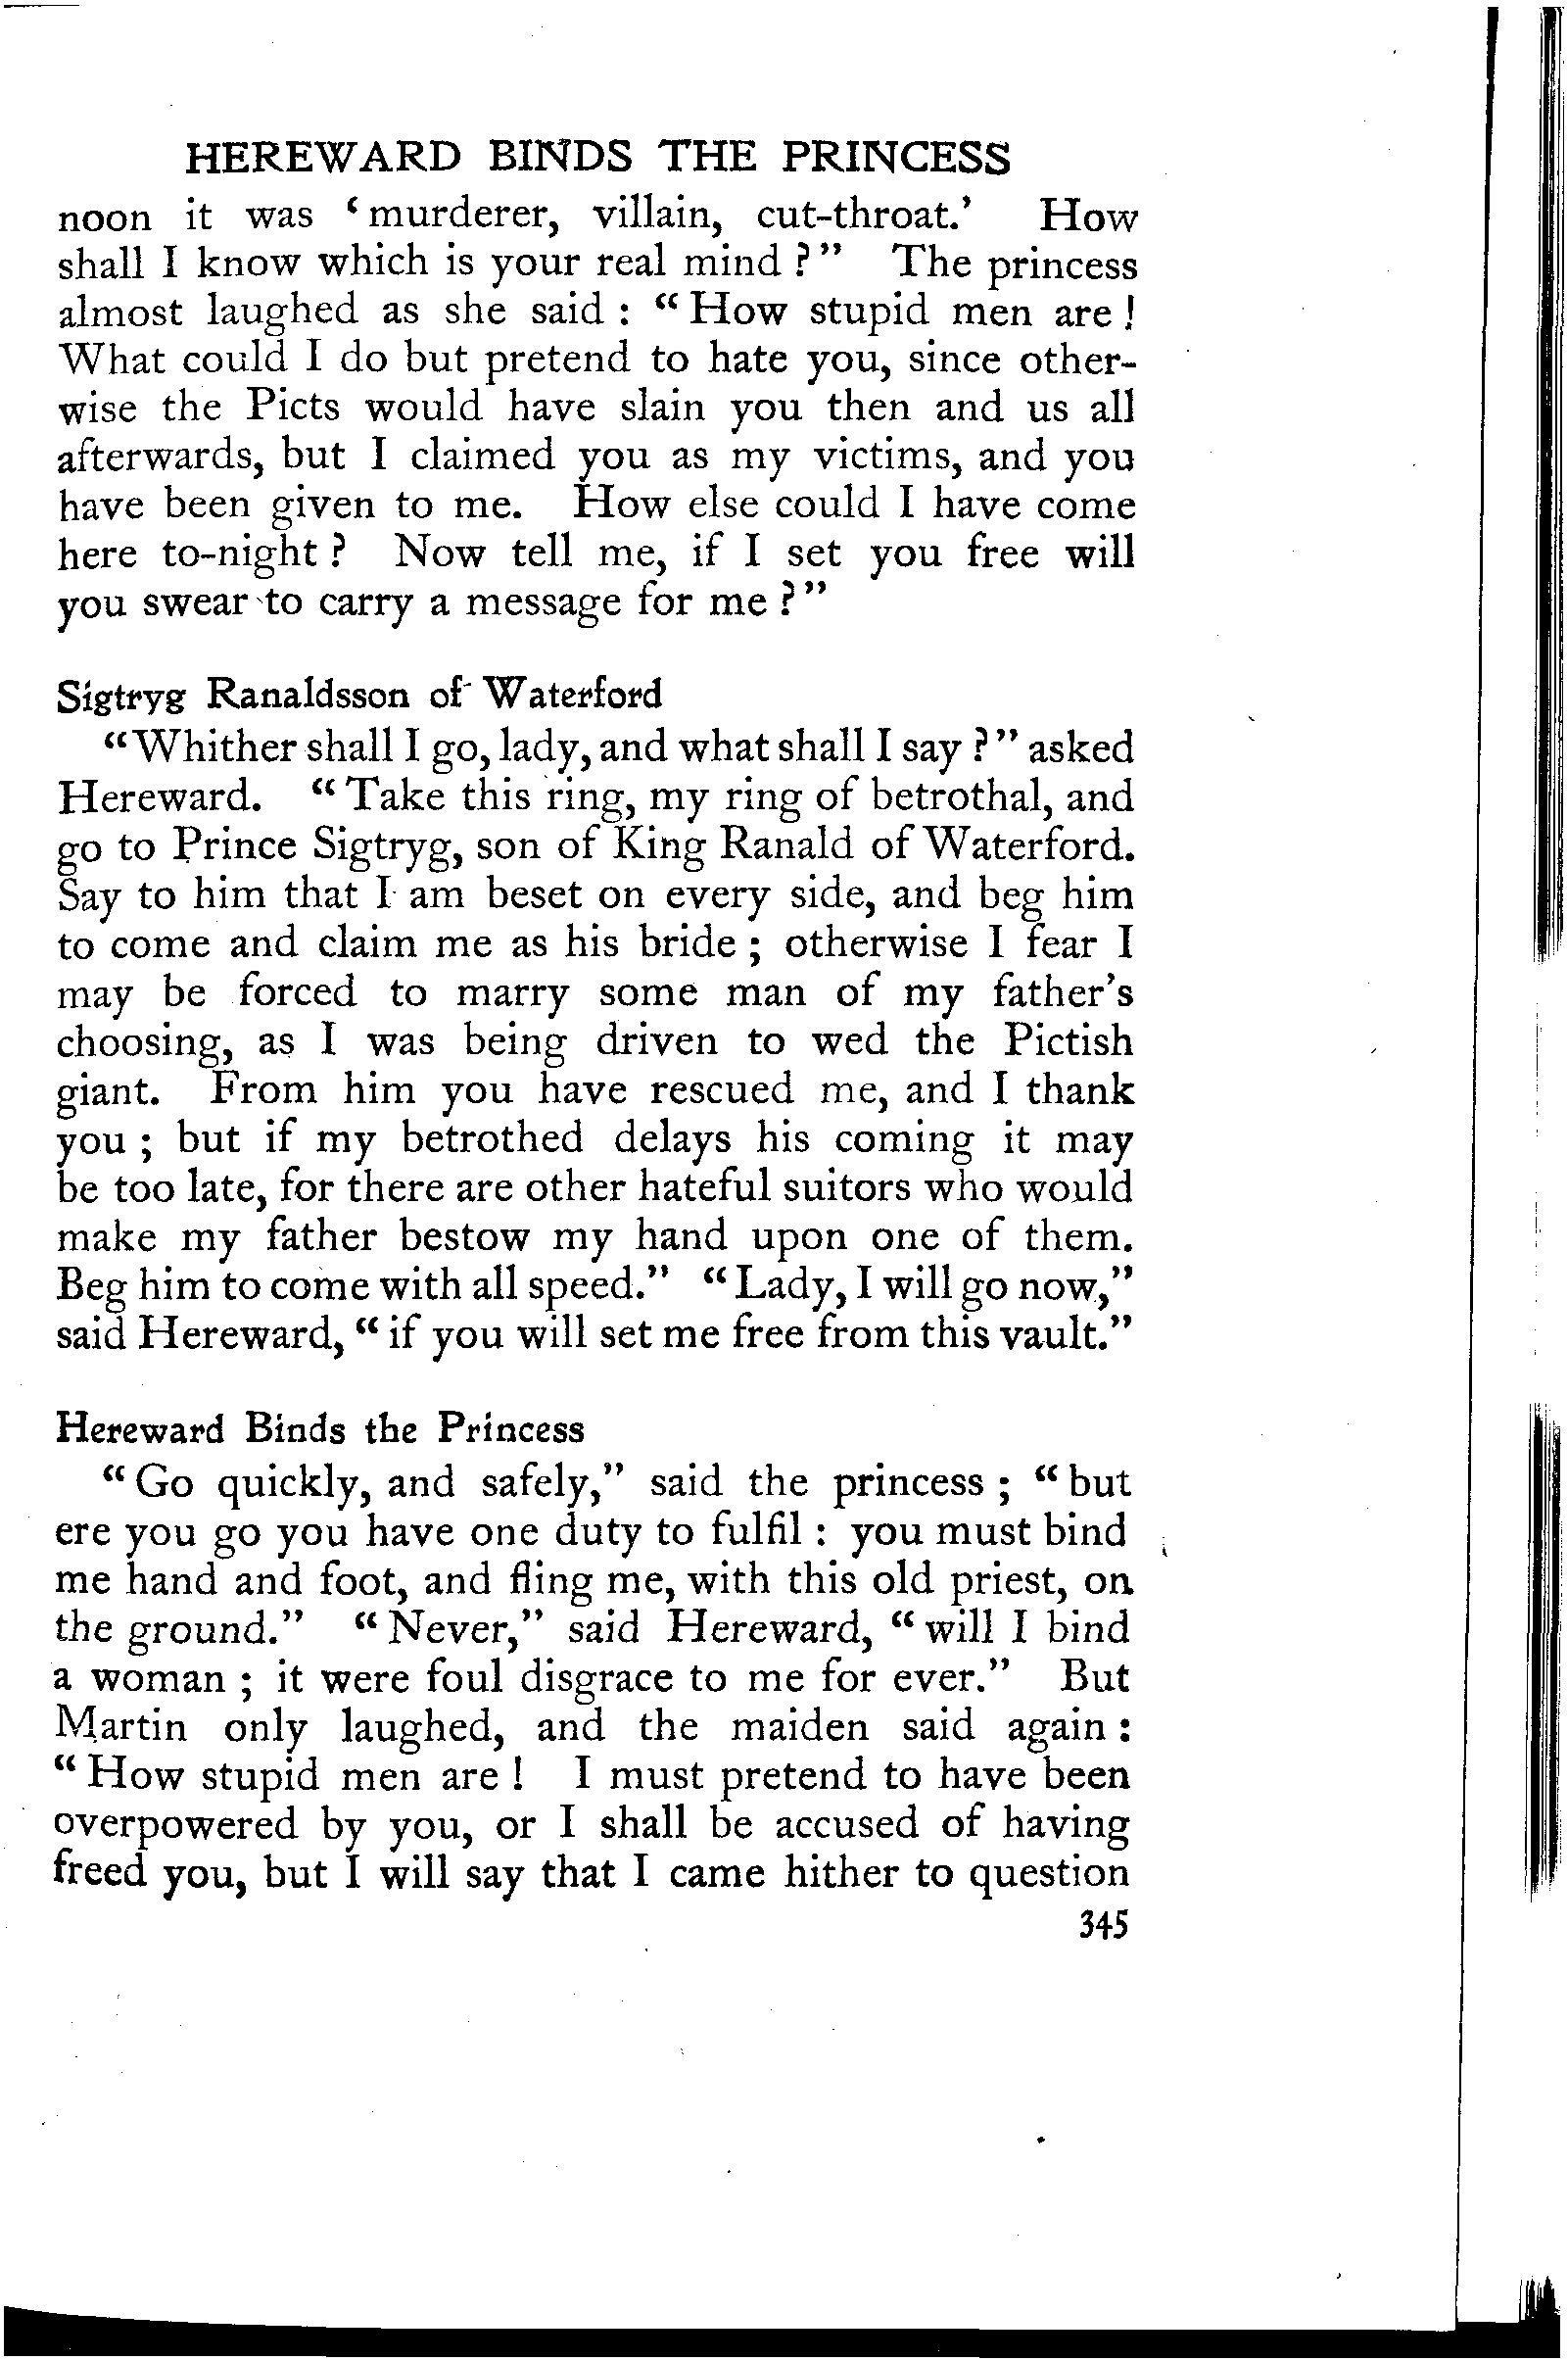 HEREWARD BINDS THE PRINCESS
noon it was ‘murderer, villain, cut-throat.’ How
shall I know which is your real mind ?” The princess
almost laughed as she said : “How stupid men are !
What could I do but pretend to hate you, since other-
wise the Picts would have slain you then and us all
afterwards, but I claimed you as my victims, and you
have been given to me. How else could I have come
here to-night ? Now tell me, if I set you free will
you swear to carry a message for me ?”
Sigtryg Ranaldsson of Waterford
“Whither shall I go, lady, and what shall I say ?” asked
Hereward. “Take this ring, my ring of betrothal, and
go to Prince Sigtryg, son of King Ranald of Waterford.
Say to him that I am beset on every side, and beg him
to come and claim me as his bride ; otherwise I fear I
may be forced to marry some man of my father’s
choosing, as I was being driven to wed the Pictish
giant. From him you have rescued me, and I thank
you ; but if my betrothed delays his coming it may
be too late, for there are other hateful suitors who would
make my father bestow my hand upon one of them.
Beg him to come with all speed.” “Lady, I will go now,”
said Hereward, “if you will set me free from this vault.”
Hereward Binds the Princess
“Go quickly, and safely,” said the princess ; “but
ere you go you have one duty to fulfil : you must bind
me hand and foot, and fling me, with this old priest, on
the ground.” “Never,” said Hereward, “will I bind
a woman ; it were foul disgrace to me for ever.” But
Martin only laughed, and the maiden said again :
“How stupid men are ! I must pretend to have been
overpowered by you, or I shall be accused of having
freed you, but I will say that I came hither to question
345